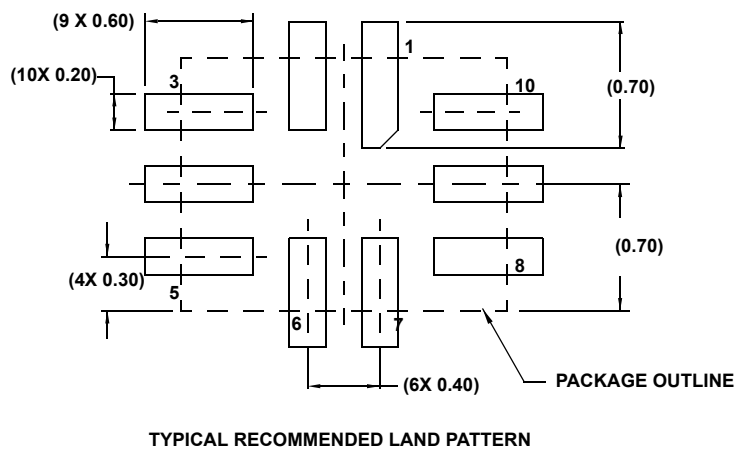 (9 X 0.60)
1
(10X 0.20)
3
10
(0.70)
(0.70)
(4X 0.30)
5
8
6
7
(6X 0.40)
PACKAGE OUTLINE
TYPICAL RECOMMENDED LAND PATTERN